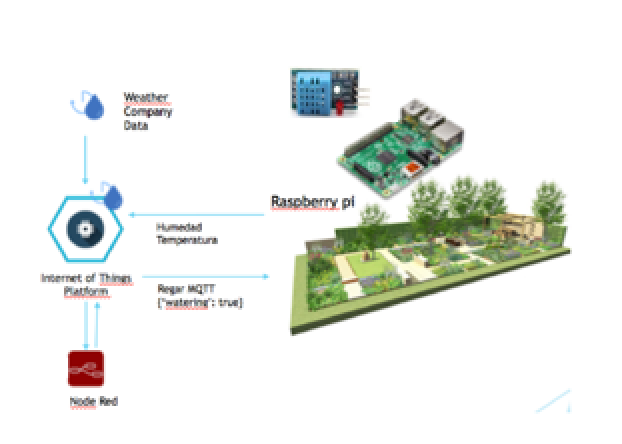 Weather
Company
Data
Raspberry pi
Humedad
Temperatura
Internet of Things
Platform
Regar MQTT
{"watering": true}
Node Red